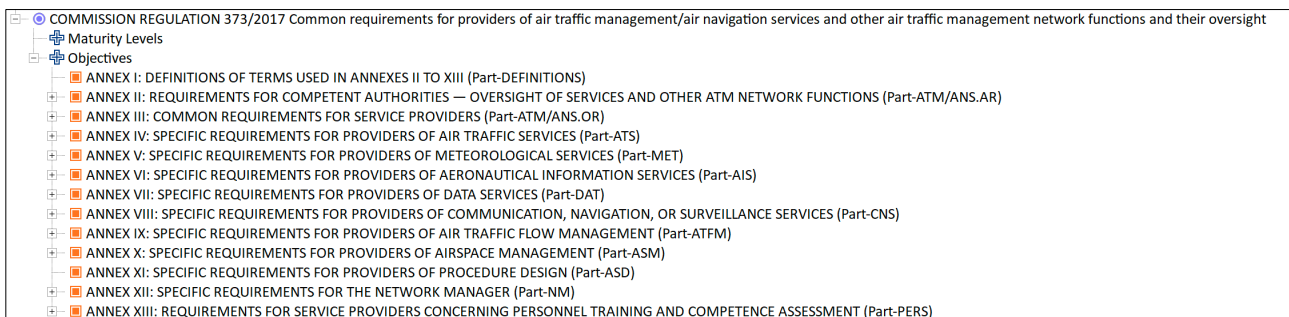 COMMISSION REGULATION 373/2017 Common requirements for providers of air traffic management/air navigation services and other air traffic management network functions and their oversight
Maturity Levels
Objectives
ANNEX I: DEFINITIONS OF TERMS USED IN ANNEXES II TO XIII (Part-DEFINITIONS)
ANNEX II: REQUIREMENTS FOR COMPETENT AUTHORITIES — OVERSIGHT OF SERVICES AND OTHER ATM NETWORK FUNCTIONS (Part-ATM/ANS.AR)
ANNEX III: COMMON REQUIREMENTS FOR SERVICE PROVIDERS (Part-ATM/ANS.OR)
ANNEX IV: SPECIFIC REQUIREMENTS FOR PROVIDERS OF AIR TRAFFIC SERVICES (Part-ATS)
ANNEX V: SPECIFIC REQUIREMENTS FOR PROVIDERS OF METEOROLOGICAL SERVICES (Part-MET)
ANNEX VI: SPECIFIC REQUIREMENTS FOR PROVIDERS OF AERONAUTICAL INFORMATION SERVICES (Part-AIS)
ANNEX VII: SPECIFIC REQUIREMENTS FOR PROVIDERS OF DATA SERVICES (Part-DAT)
ANNEX VIII: SPECIFIC REQUIREMENTS FOR PROVIDERS OF COMMUNICATION, NAVIGATION, OR SURVEILLANCE SERVICES (Part-CNS)
ANNEX IX: SPECIFIC REQUIREMENTS FOR PROVIDERS OF AIR TRAFFIC FLOW MANAGEMENT (Part-ATFM)
ANNEX X: SPECIFIC REQUIREMENTS FOR PROVIDERS OF AIRSPACE MANAGEMENT (Part-ASM)
ANNEX XI: SPECIFIC REQUIREMENTS FOR PROVIDERS OF PROCEDURE DESIGN (Part-ASD)
ANNEX XII: SPECIFIC REQUIREMENTS FOR THE NETWORK MANAGER (Part-NM)
ANNEX XIII: REQUIREMENTS FOR SERVICE PROVIDERS CONCERNING PERSONNEL TRAINING AND COMPETENCE ASSESSMENT (Part-PERS)